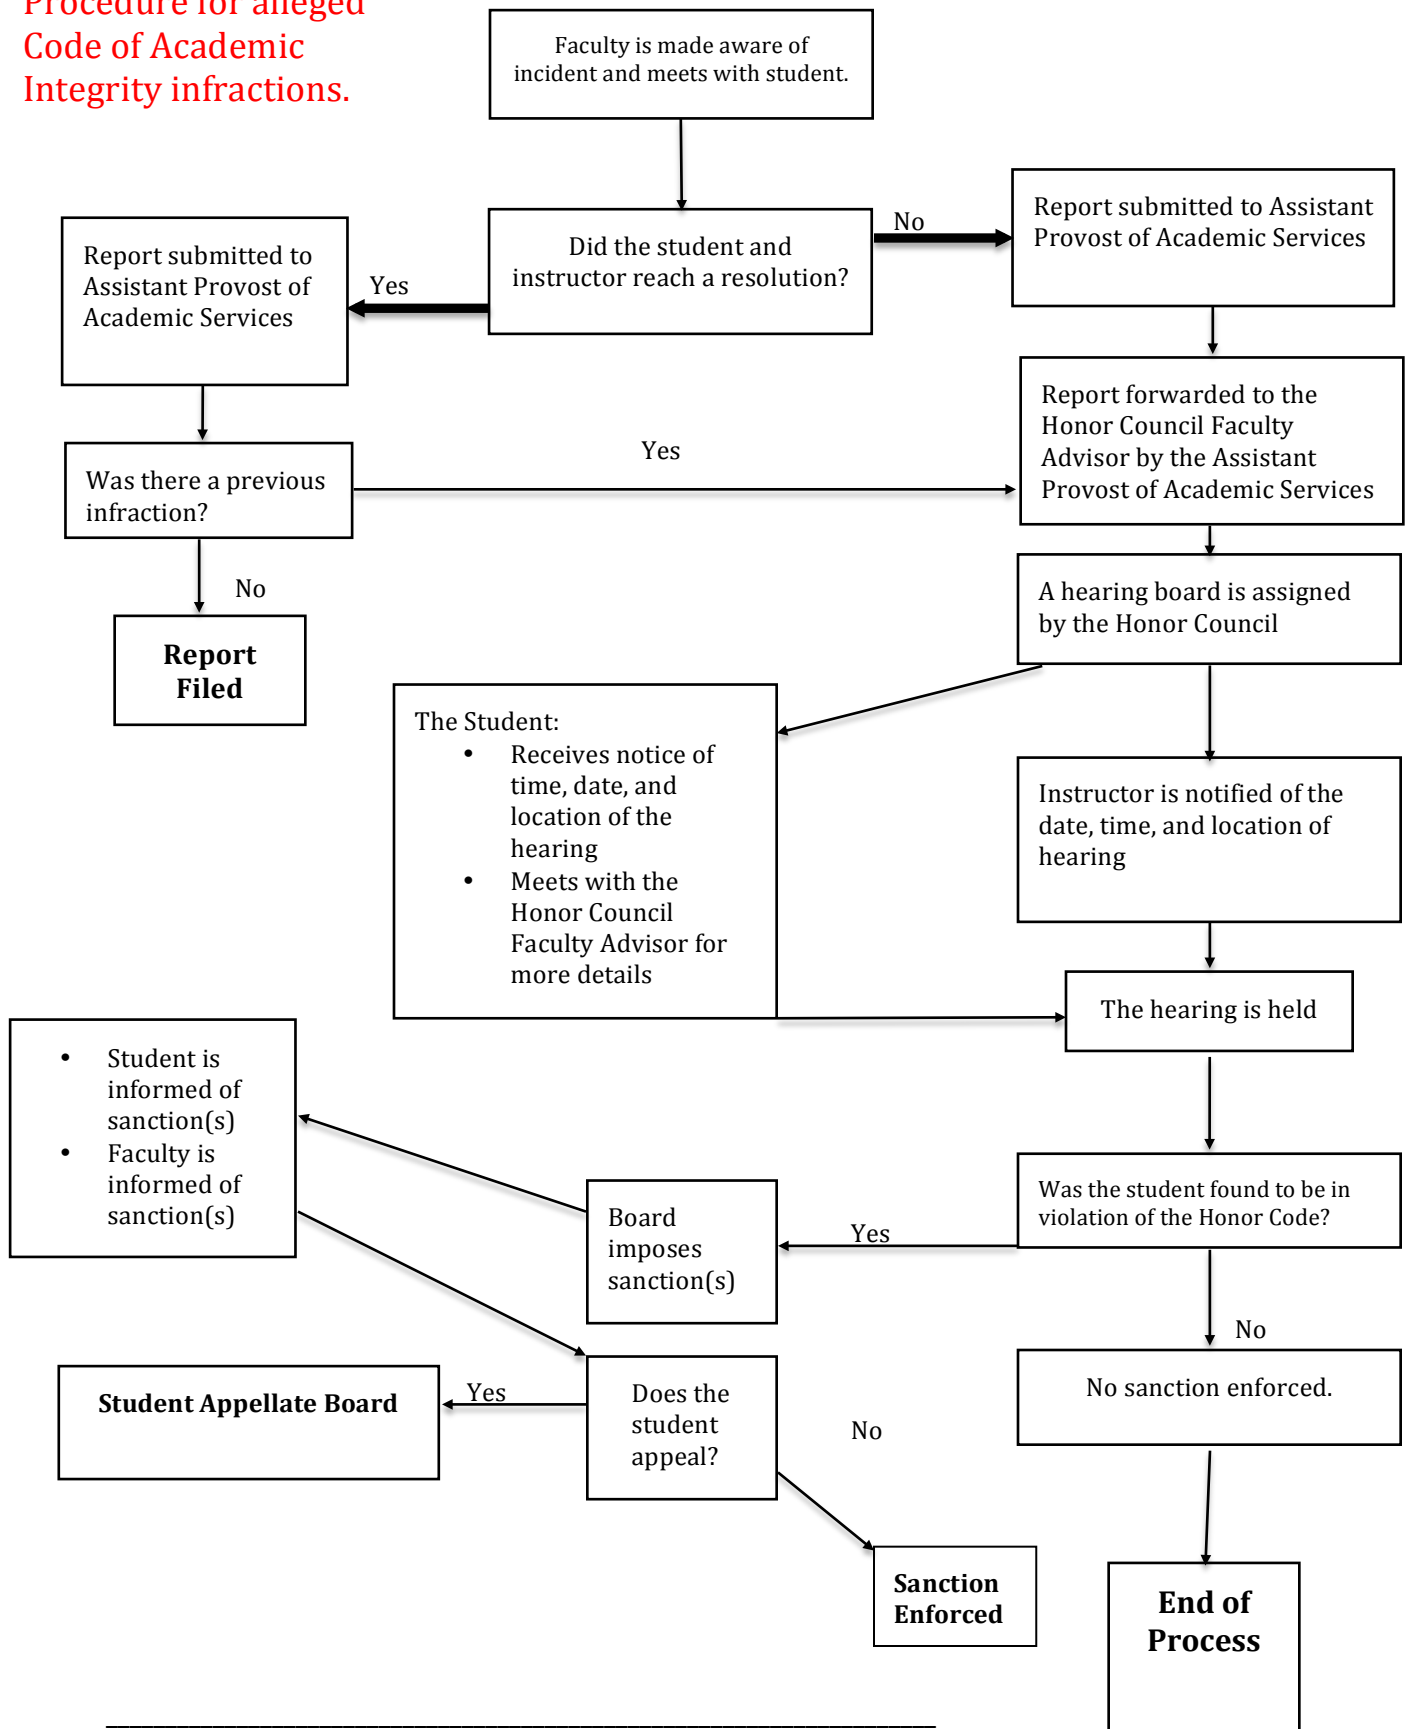 Procedure for alleged
Code of Academic
Integrity infractions.
Faculty is made aware of
incident and meets with student.
Did the student and
instructor reach a resolution?
No
Report submitted to Assistant
Provost of Academic Services
Yes
Report submitted to
Assistant Provost of
Academic Services
Report forwarded to the
Honor Council Faculty
Advisor by the Assistant
Provost of Academic Services
Was there a previous
infraction?
Yes
No
Report
Filed
A hearing board is assigned
by the Honor Council
The Student:
• Receives notice of
time, date, and
location of the
hearing
• Meets with the
Honor Council
Faculty Advisor for
more details
Instructor is notified of the
date, time, and location of
hearing
The hearing is held
• Student is
informed of
sanction(s)
• Faculty is
informed of
sanction(s)
Board
imposes
sanction(s)
Yes
Was the student found to be in
violation of the Honor Code?
No
No sanction enforced.
Student Appellate Board
Yes
Does the
student
appeal?
No
Sanction
Enforced
End of
Process